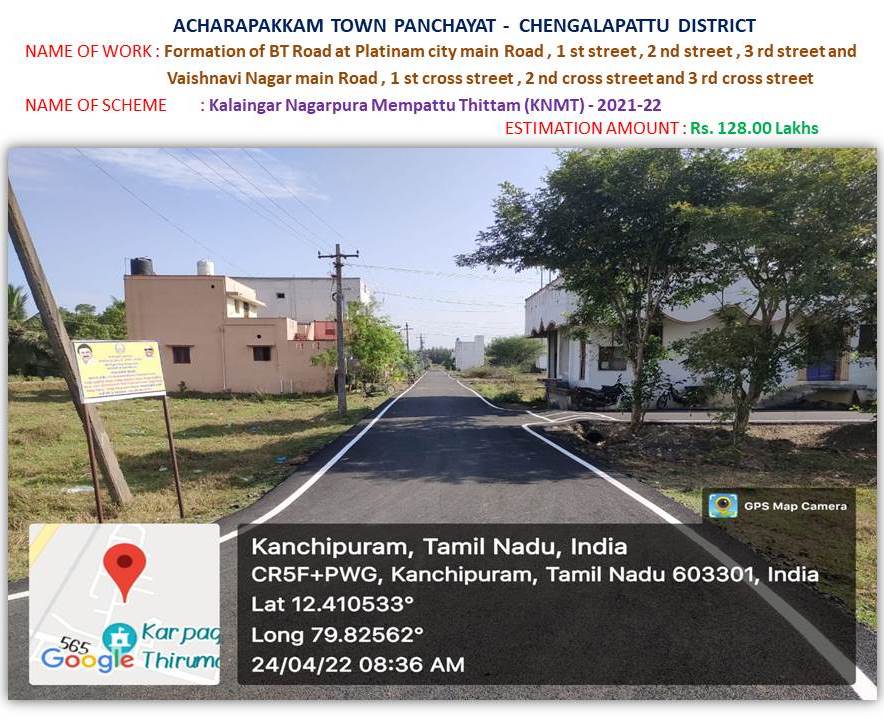 ACHARAPAKKAM TOWN PANCHAYAT - CHENGALAPATTU DISTRICT
NAME OF WORK : Formation of BT Road at Platinam city main Road , 1 st street , 2 nd street , 3 rd street and
Vaishnavi Nagar main Road , 1 st cross street , 2 nd cross street and 3 rd cross street
NAME OF SCHEME : Kalaingar Nagarpura Mempattu Thittam (KNMT) - 2021-22
ESTIMATION AMOUNT : Rs. 128.00 Lakhs
GPS Map Camera
Kanchipuram, Tamil Nadu, India
CR5F+PWG, Kanchipuram, Tamil Nadu 603301, India
Lat 12.410533°
Long 79.82562°
24/04/22 08:36 AM
Karpag
565
Google Thiruma